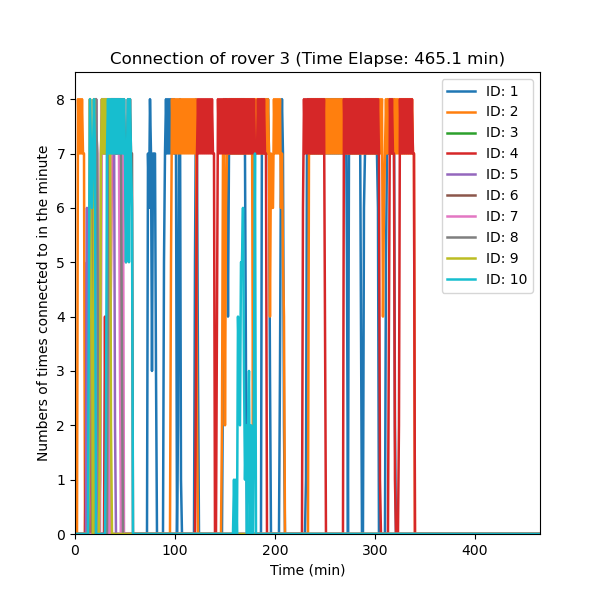 Connection of rover 3 (Time Elapse: 465.1 min)
Numbers of times connected to in the minute
8
7
6
5
4
3
2
1
0
0 100 200 300 400
Time (min)
ID: 1
ID: 2
ID: 3
ID: 4
ID: 5
ID: 6
ID: 7
ID: 8
ID: 9
ID: 10